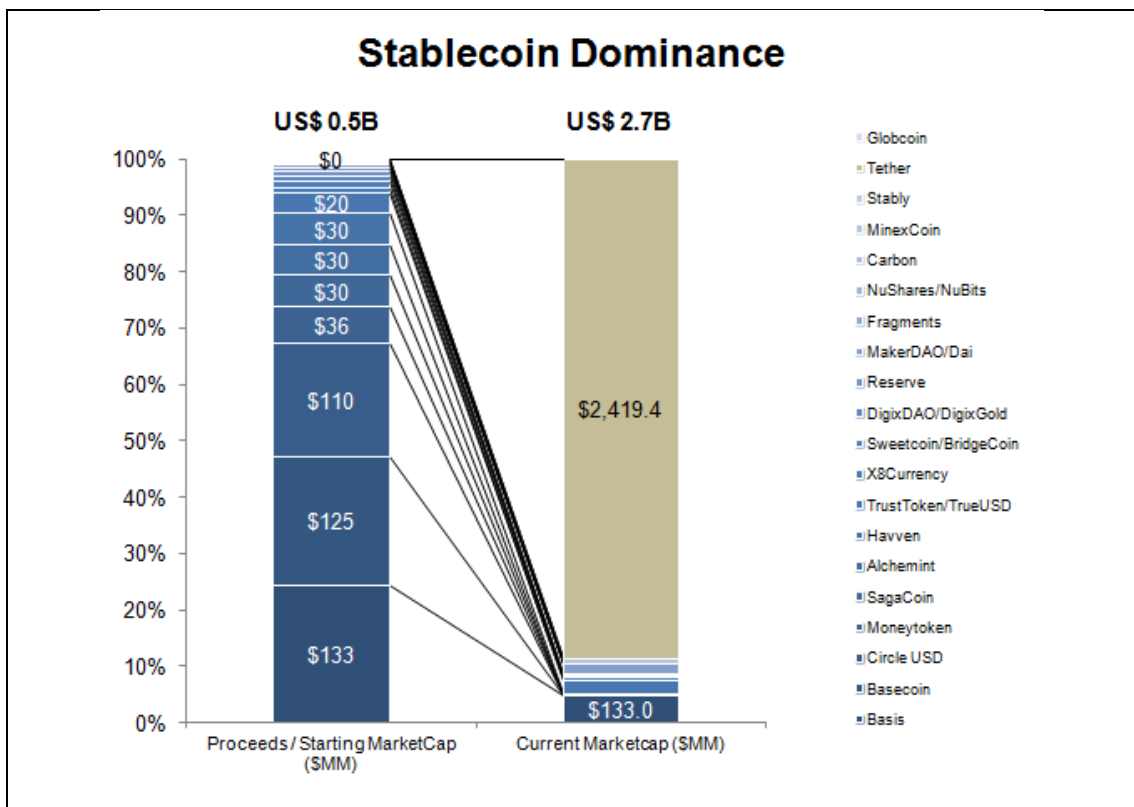 Stablecoin Dominance
US$ 0.5B
US$ 2.7B
100%
90%
80%
70%
60%
50%
40%
30%
20%
10%
0%
$0
$20
$30
$30
$30
$36
$110
$125
$133
$2,419.4
$133.0
Proceeds / Starting MarketCap
($MM)
Current Marketcap ($MM)
Globcoin
Tether
Stably
MinexCoin
Carbon
NuShares/NuBits
Fragments
MakerDAO/Dai
Reserve
DigixDAO/DigixGold
Sweetcoin/BridgeCoin
X8Currency
TrustToken/TrueUSD
Havven
Alchemint
SagaCoin
Moneytoken
Circle USD
Basecoin
Basis